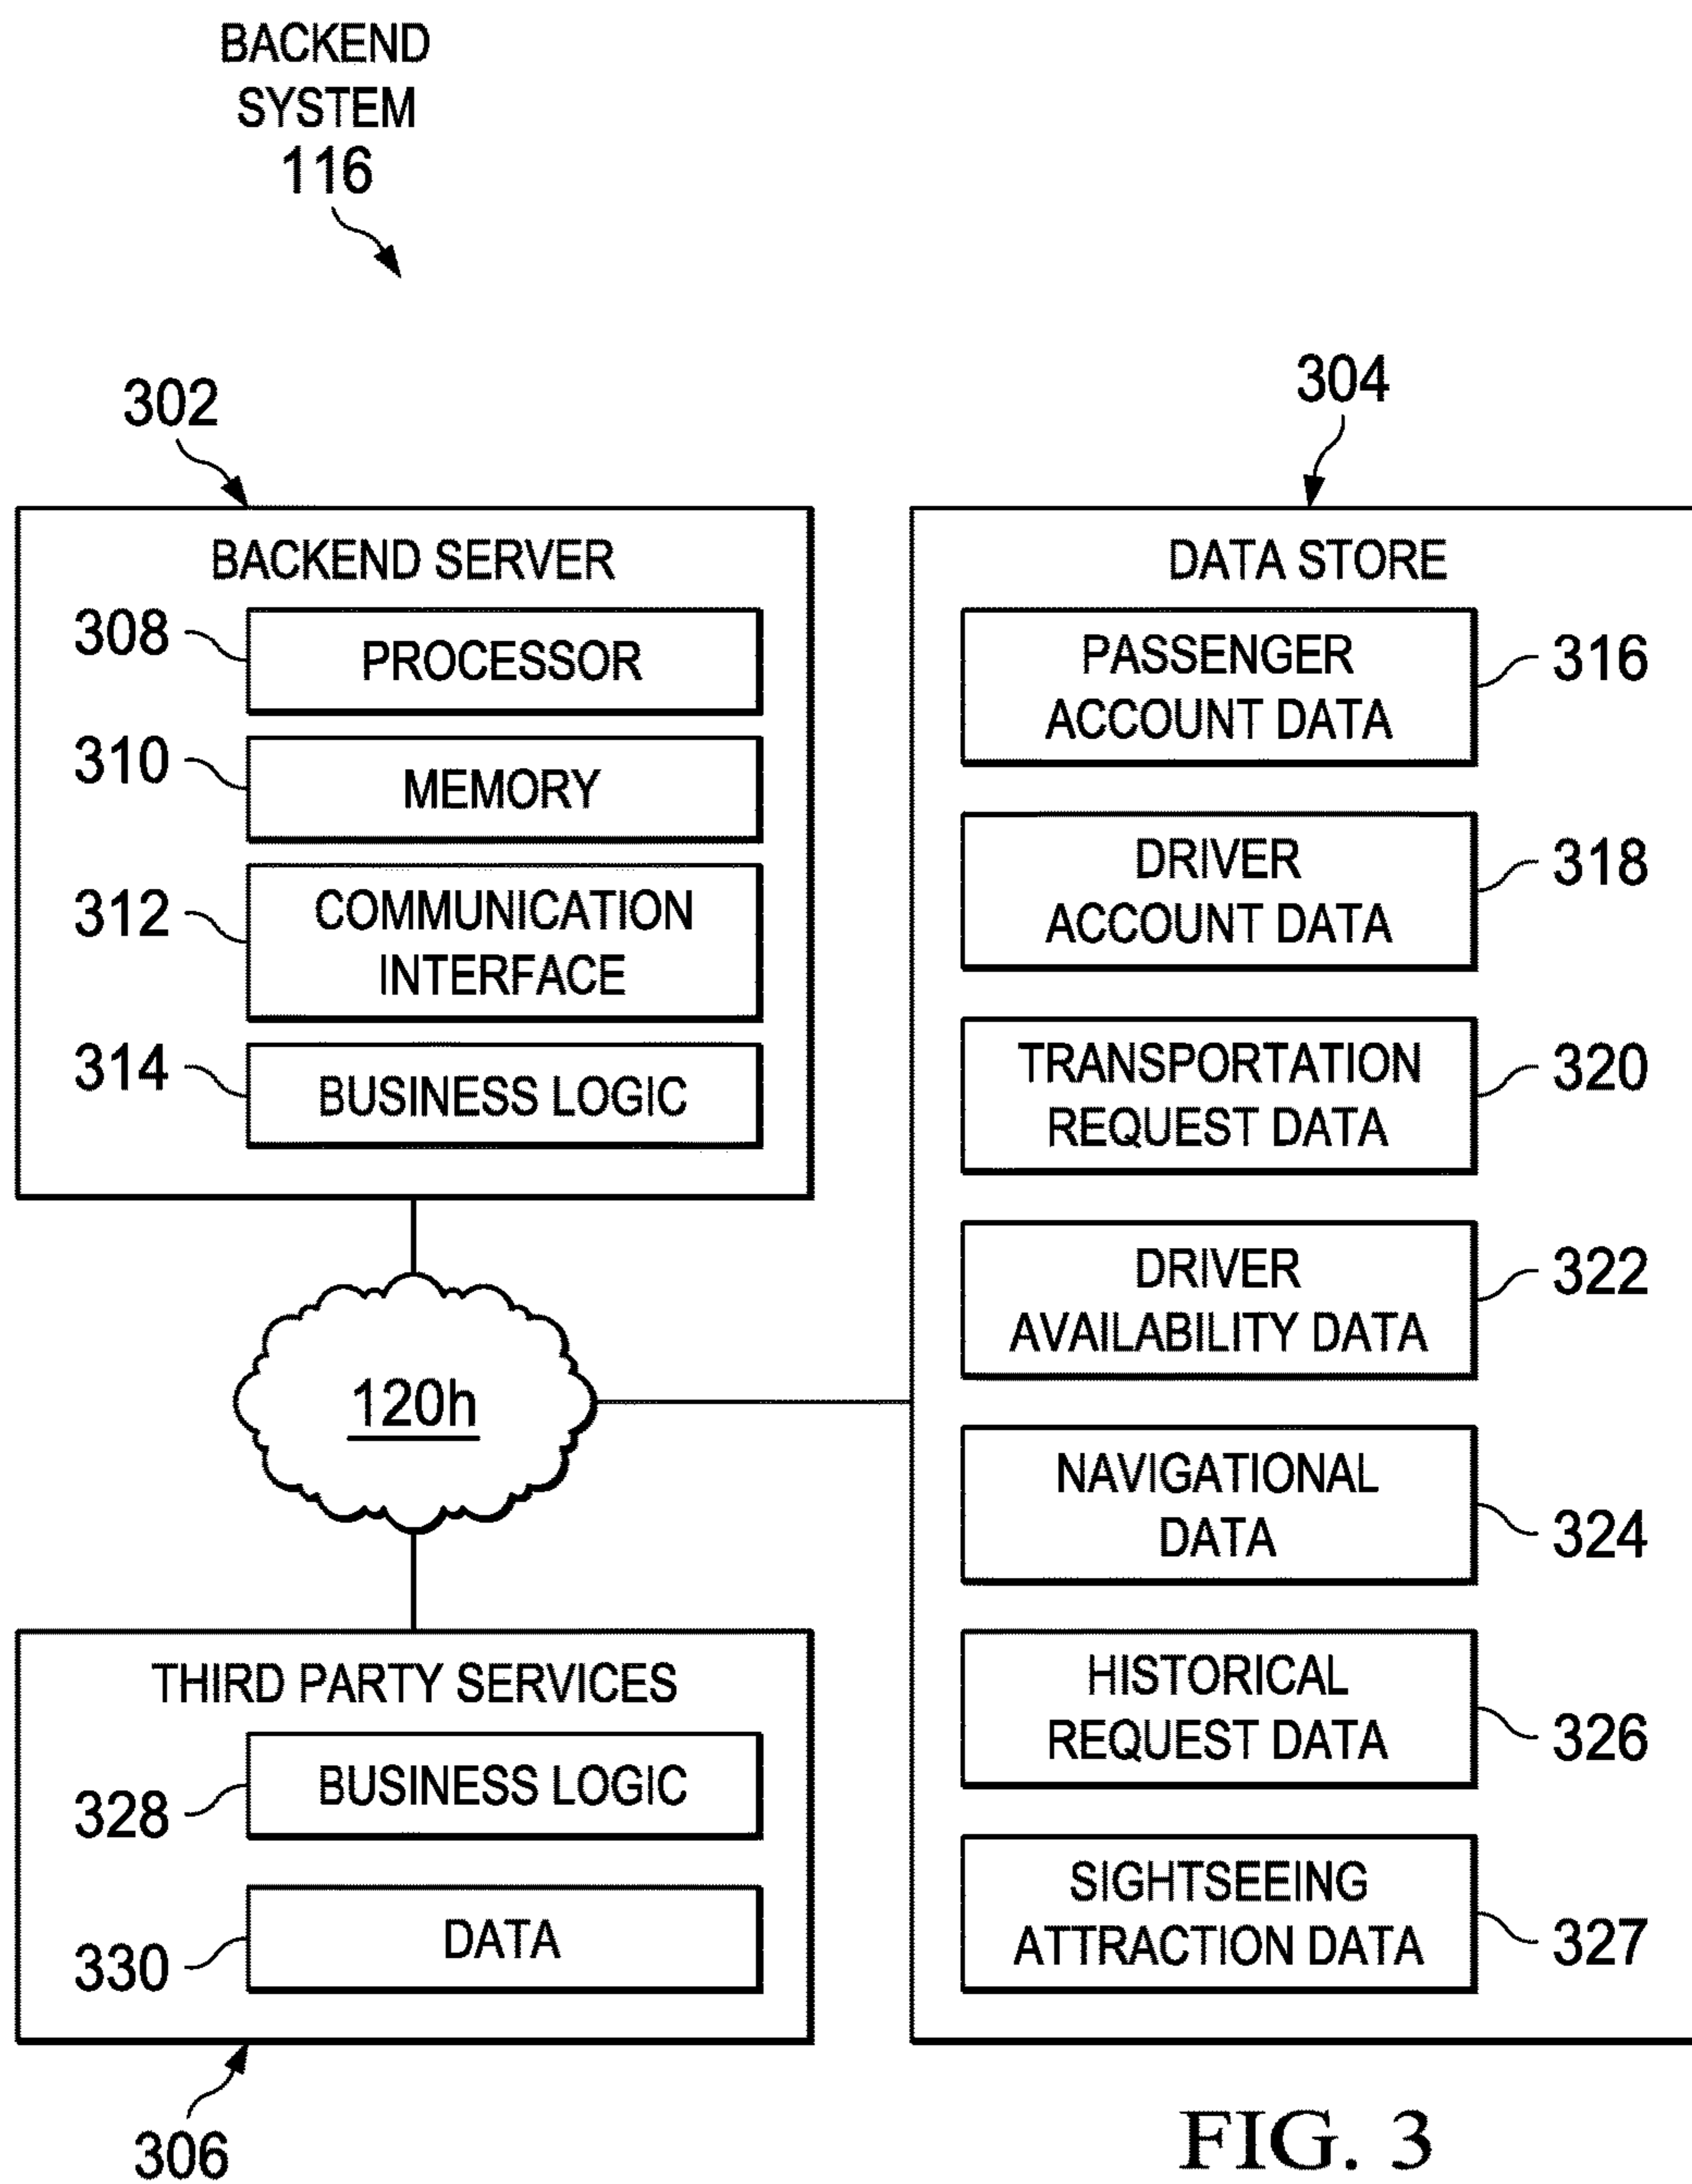 BACKEND
SYSTEM
116
302
BACKEND SERVER
308
PROCESSOR
310
MEMORY
312
COMMUNICATION
INTERFACE
314
BUSINESS LOGIC
120h
THIRD PARTY SERVICES
328
BUSINESS LOGIC
330
DATA
306
304
DATA STORE
PASSENGER
ACCOUNT DATA
316
DRIVER
ACCOUNT DATA
318
TRANSPORTATION
REQUEST DATA
320
DRIVER
AVAILABILITY DATA
322
NAVIGATIONAL
DATA
324
HISTORICAL
REQUEST DATA
326
SIGHTSEEING
ATTRACTION DATA
327
FIG. 3